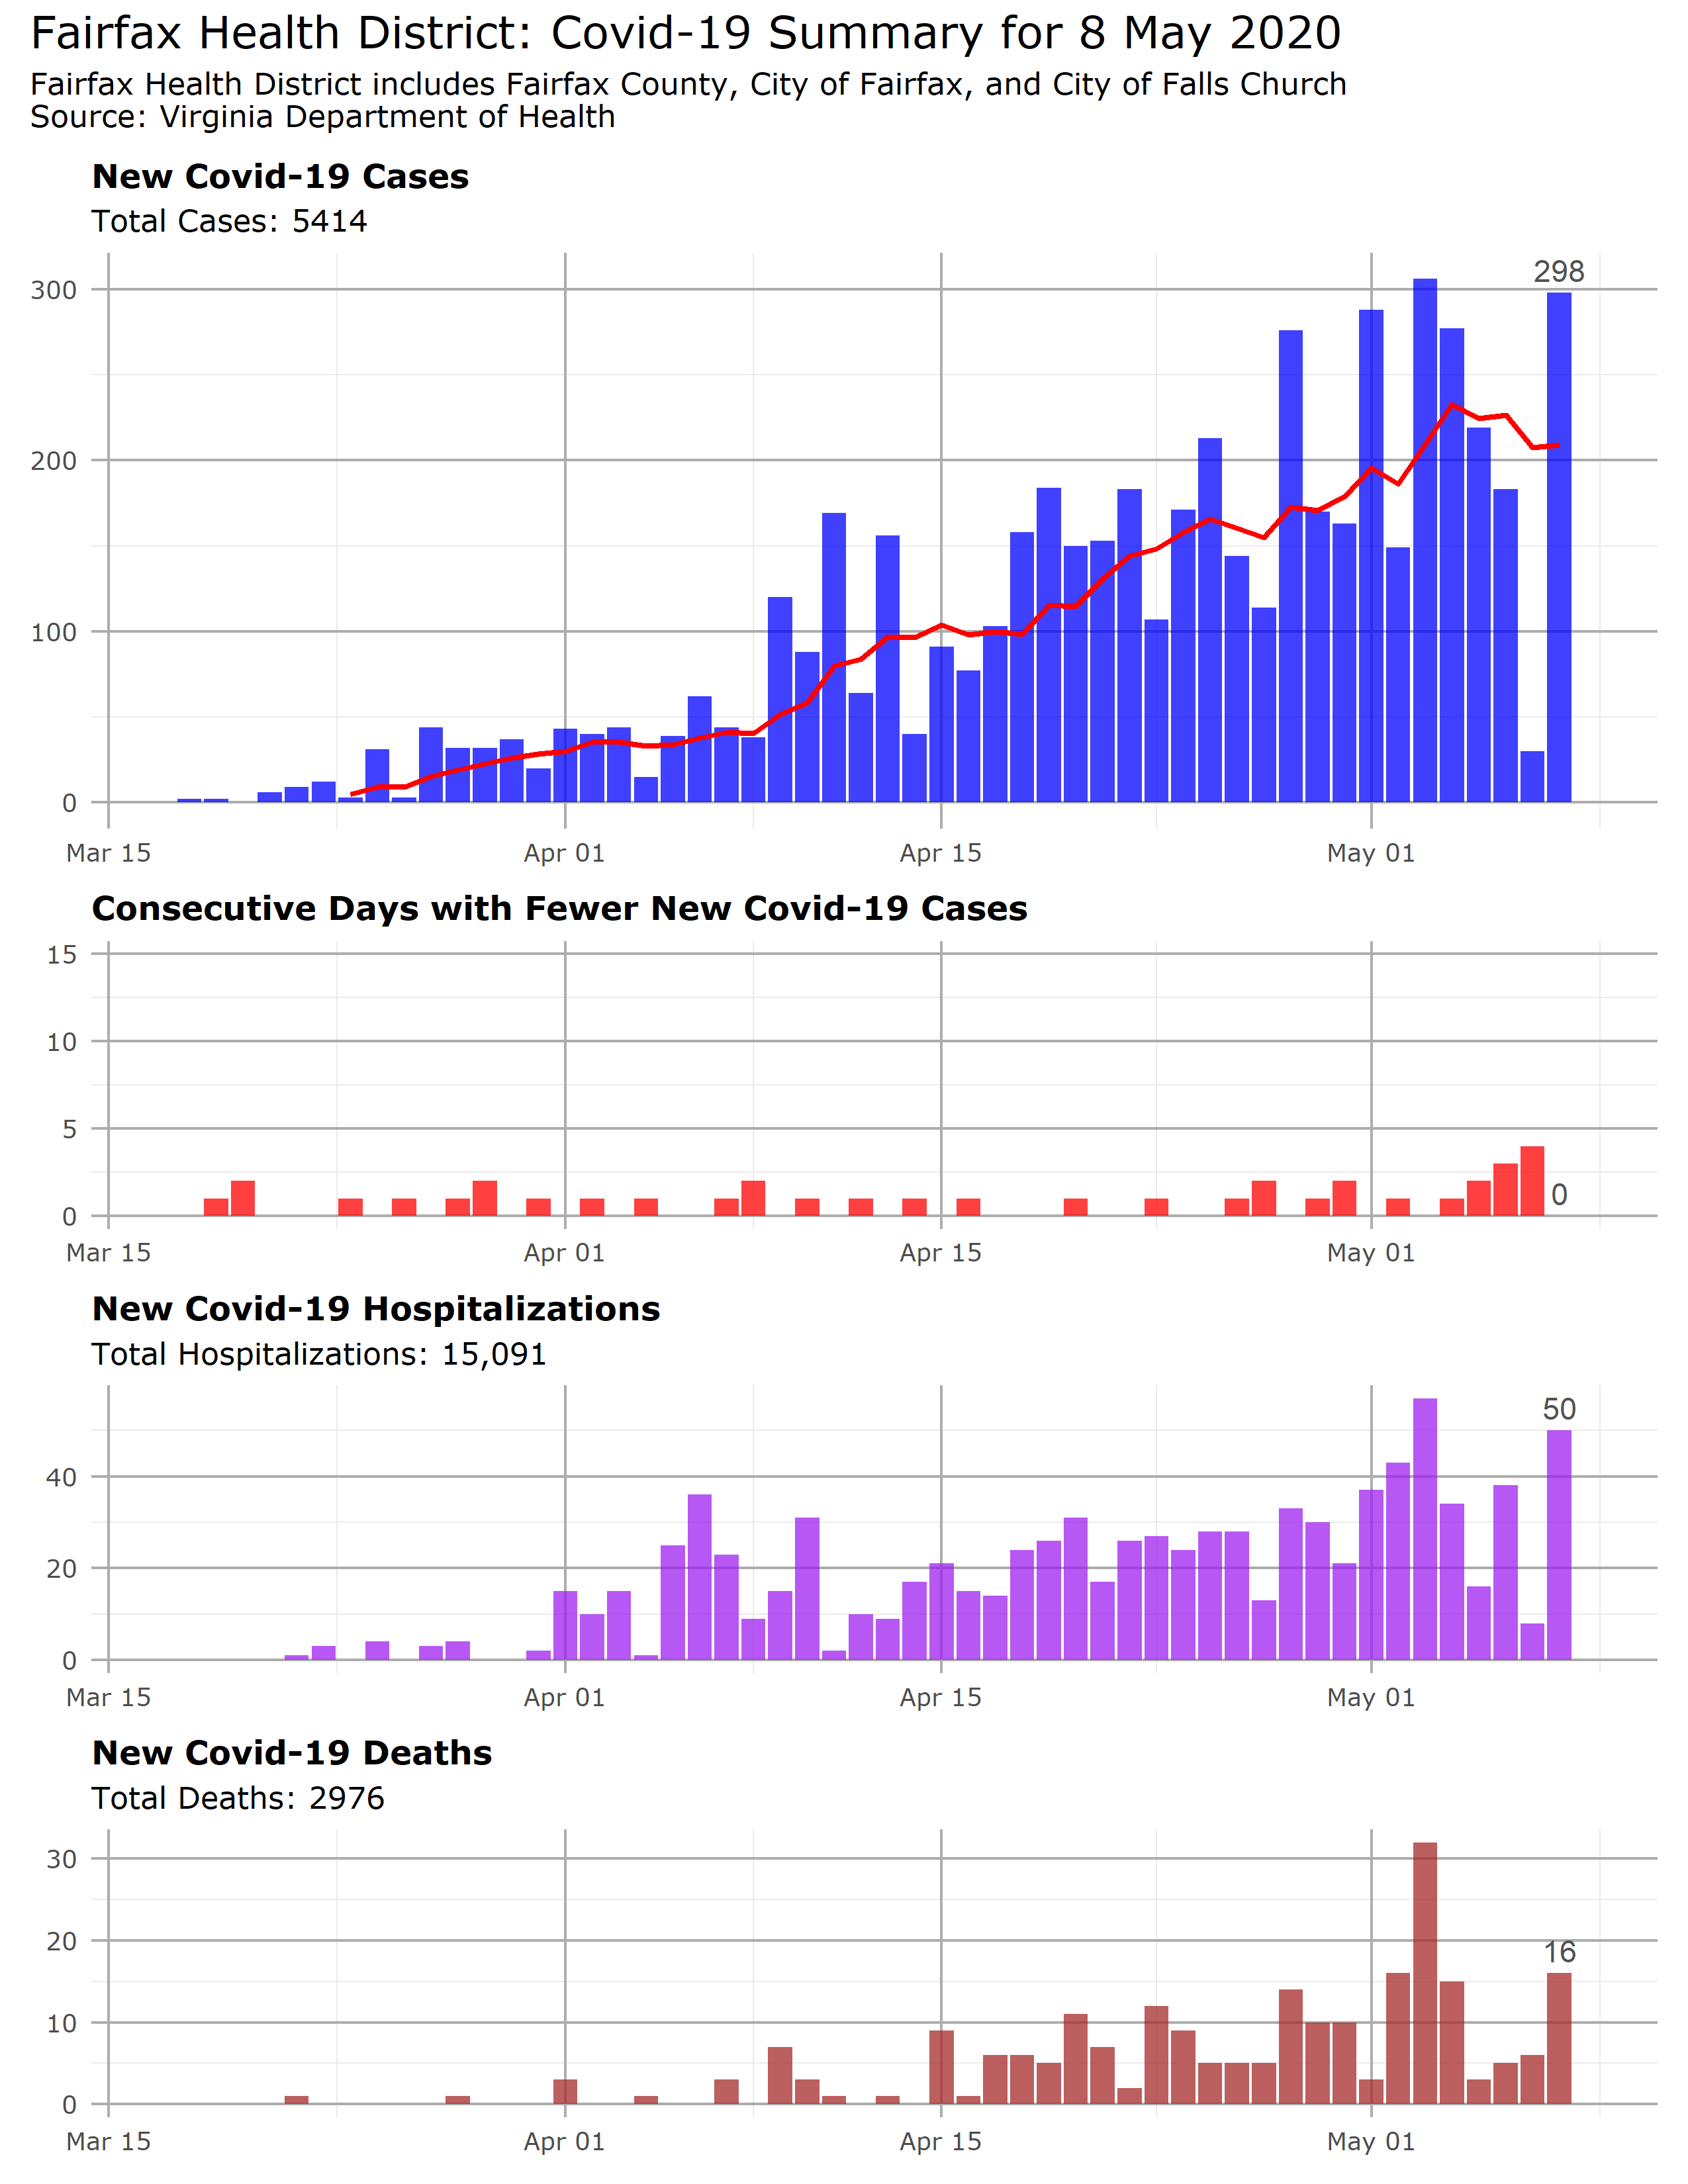 Fairfax Health District: Covid-19 Summary for 8 May 2020
Fairfax Health District includes Fairfax County, City of Fairfax, and City of Falls Church
Source: Virginia Department of Health
New Covid-19 Cases
Total Cases: 5414
298
300
200
100
0
Mar 15 Apr 01 Apr 15 May 01
Consecutive Days with Fewer New Covid-19 Cases
15
10
5
0
0
Mar 15 Apr 01 Apr 15 May 01
New Covid-19 Hospitalizations
Total Hospitalizations: 15,091
50
40
20
0
Mar 15 Apr 01 Apr 15 May 01
New Covid-19 Deaths
Total Deaths: 2976
30
20
16
10
0
Mar 15 Apr 01 Apr 15 May 01